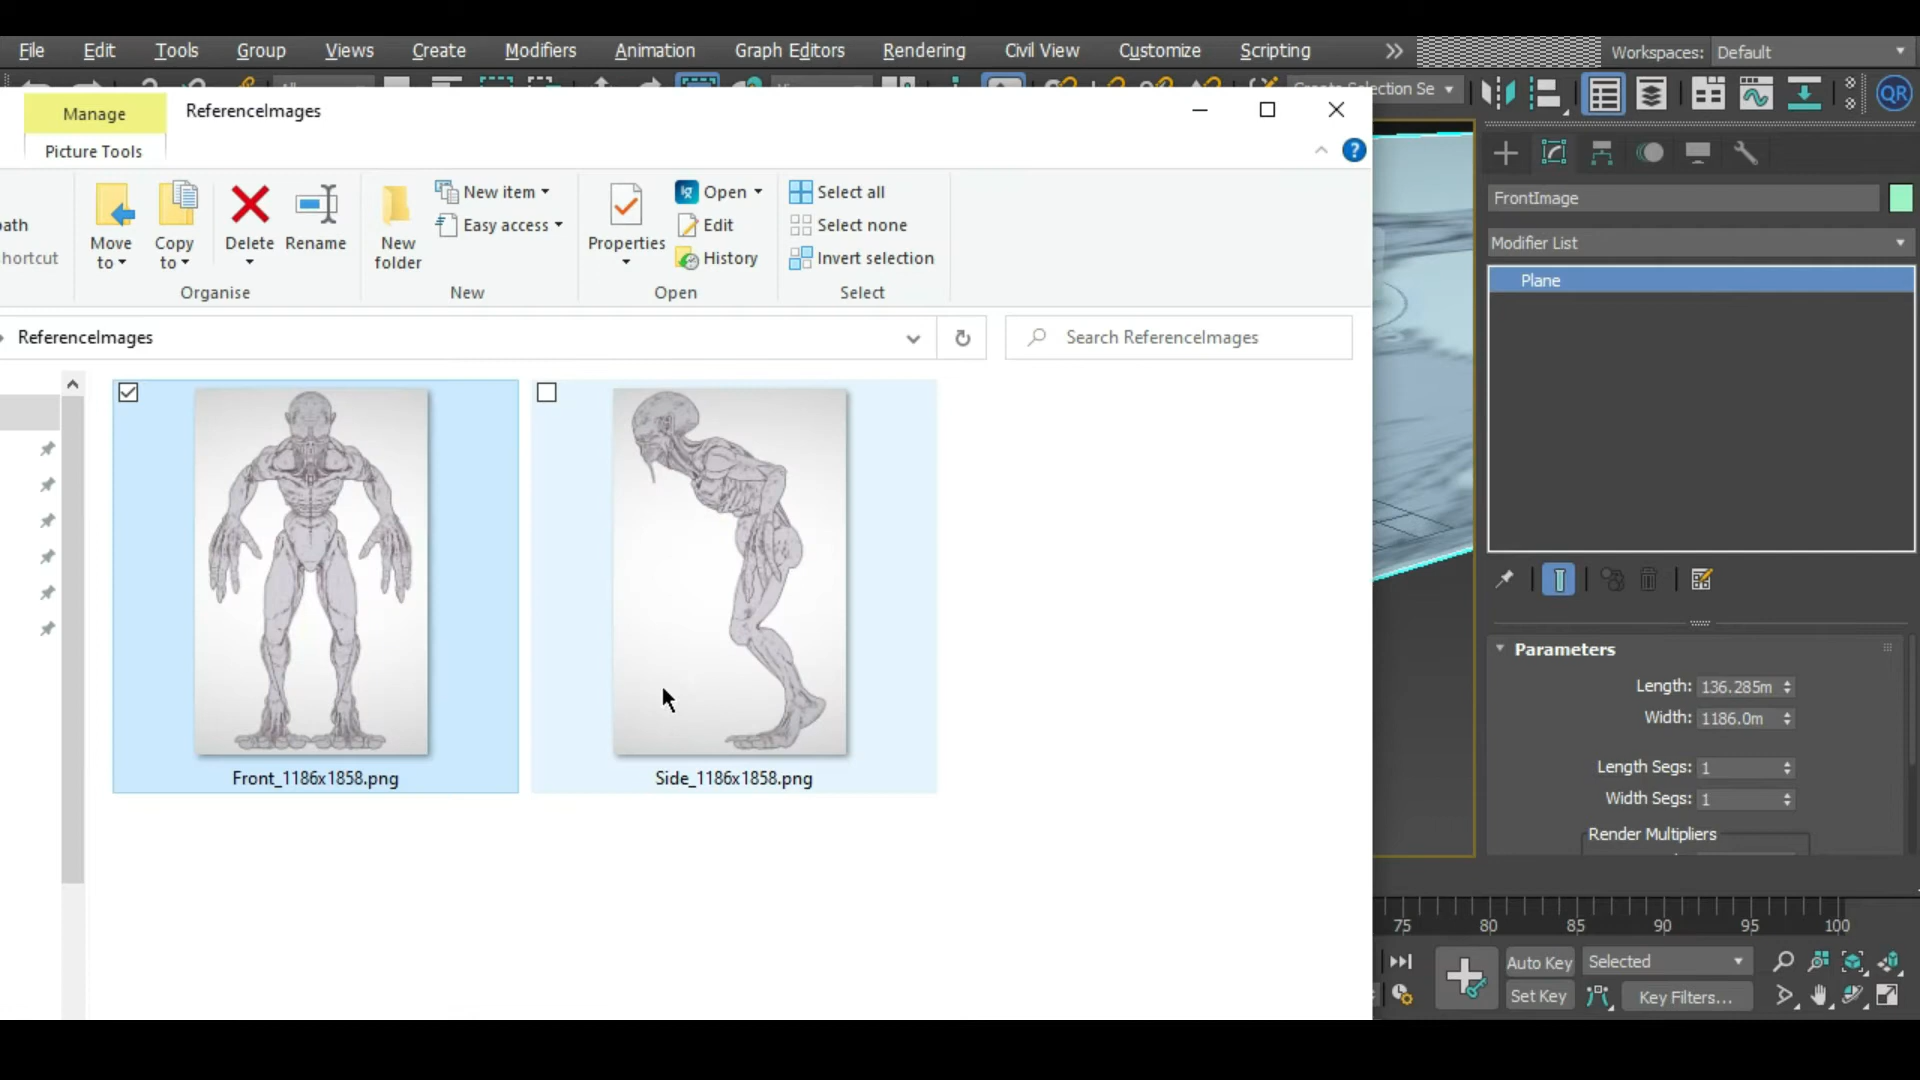 File Edit Tools Group Views Create Modifiers Animation Graph Editors Rendering Civil View Customize Scripting Workspaces: Default
Manage ReferenceImages
Picture Tools
FrontImage
Modifier List
Plane
ath
hortcut
Move to
Copy to
Delete
Rename
Organise
New folder
New item
Easy access
New
Properties
Open
Edit
History
Open
Select all
Select none
Invert selection
Select
ReferenceImages
Search ReferenceImages
Front_1186x1858.png
Side_1186x1858.png
QR
Parameters
Length: 136.285m
Width: 1186.0m
Length Segs: 1
Width Segs: 1
Render Multipliers
75 80 85 90 95 100
Auto Key Selected
Set Key Key Filters...